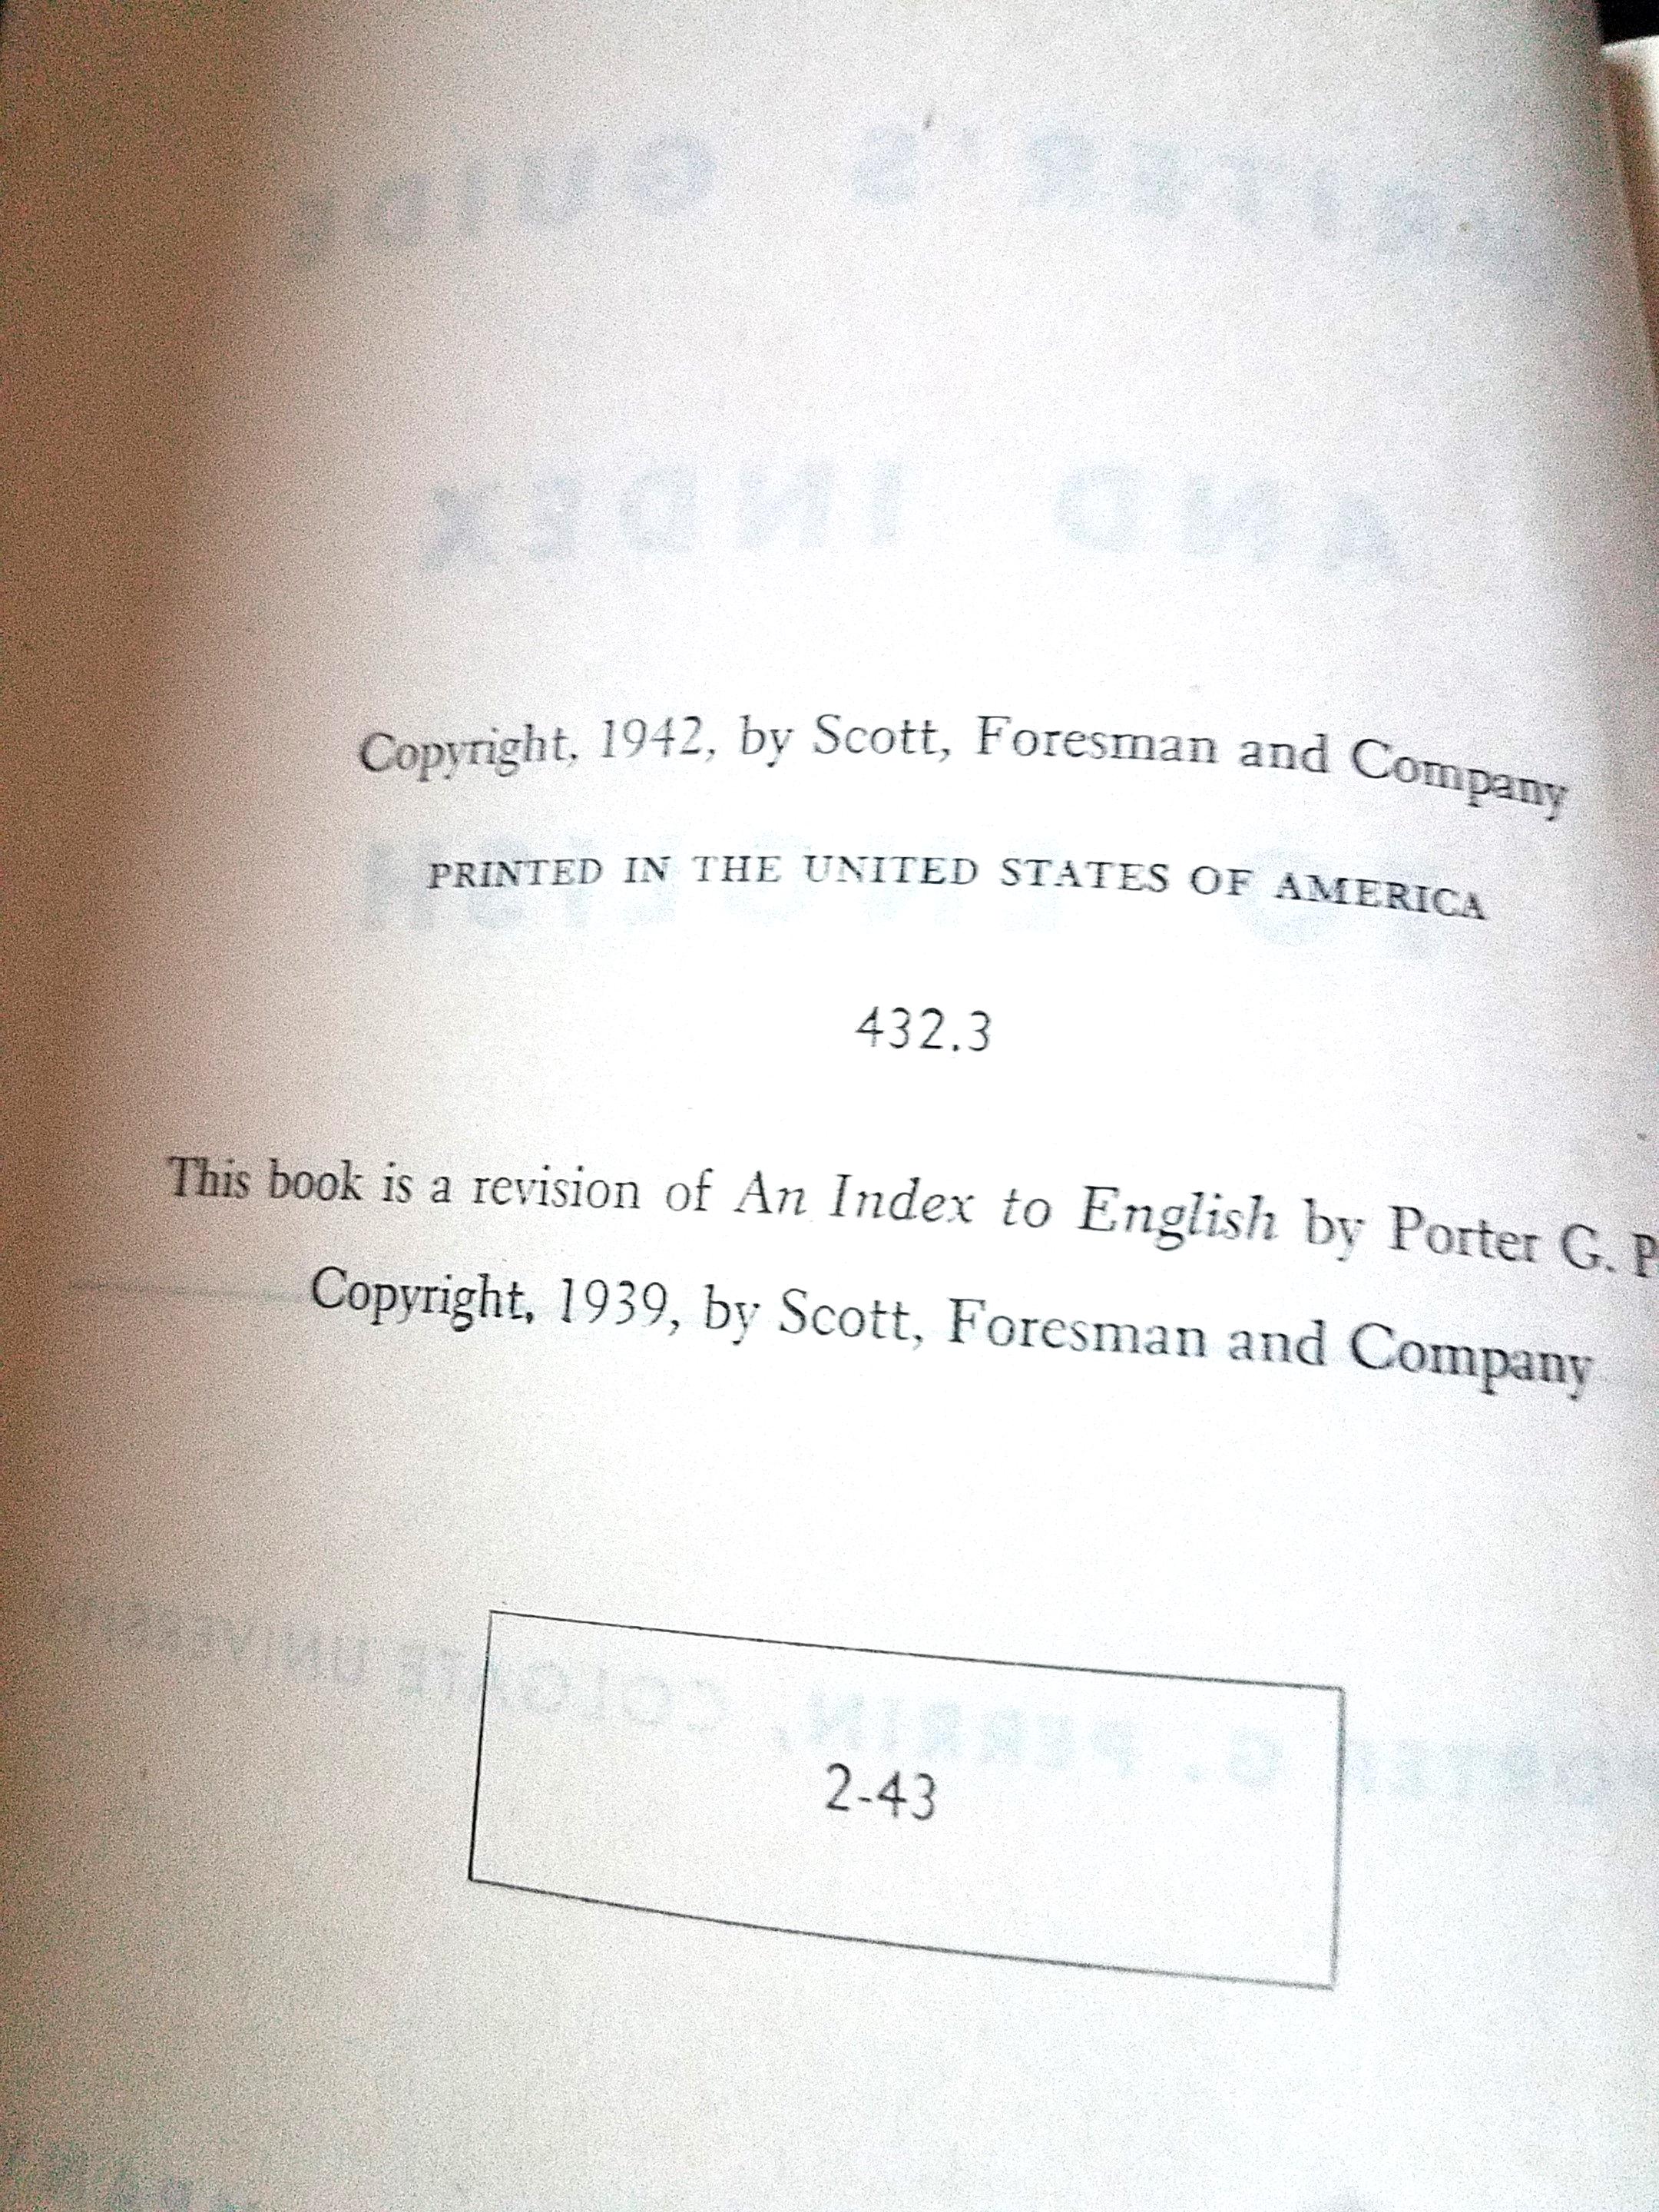 Copyright, 1942, by Scott, Foresman and Company
PRINTED IN THE UNITED STATES OF AMERICA
432.3
This book is a revision of An Index to English by Porter G. P
Copyright, 1939, by Scott, Foresman and Company
2-43